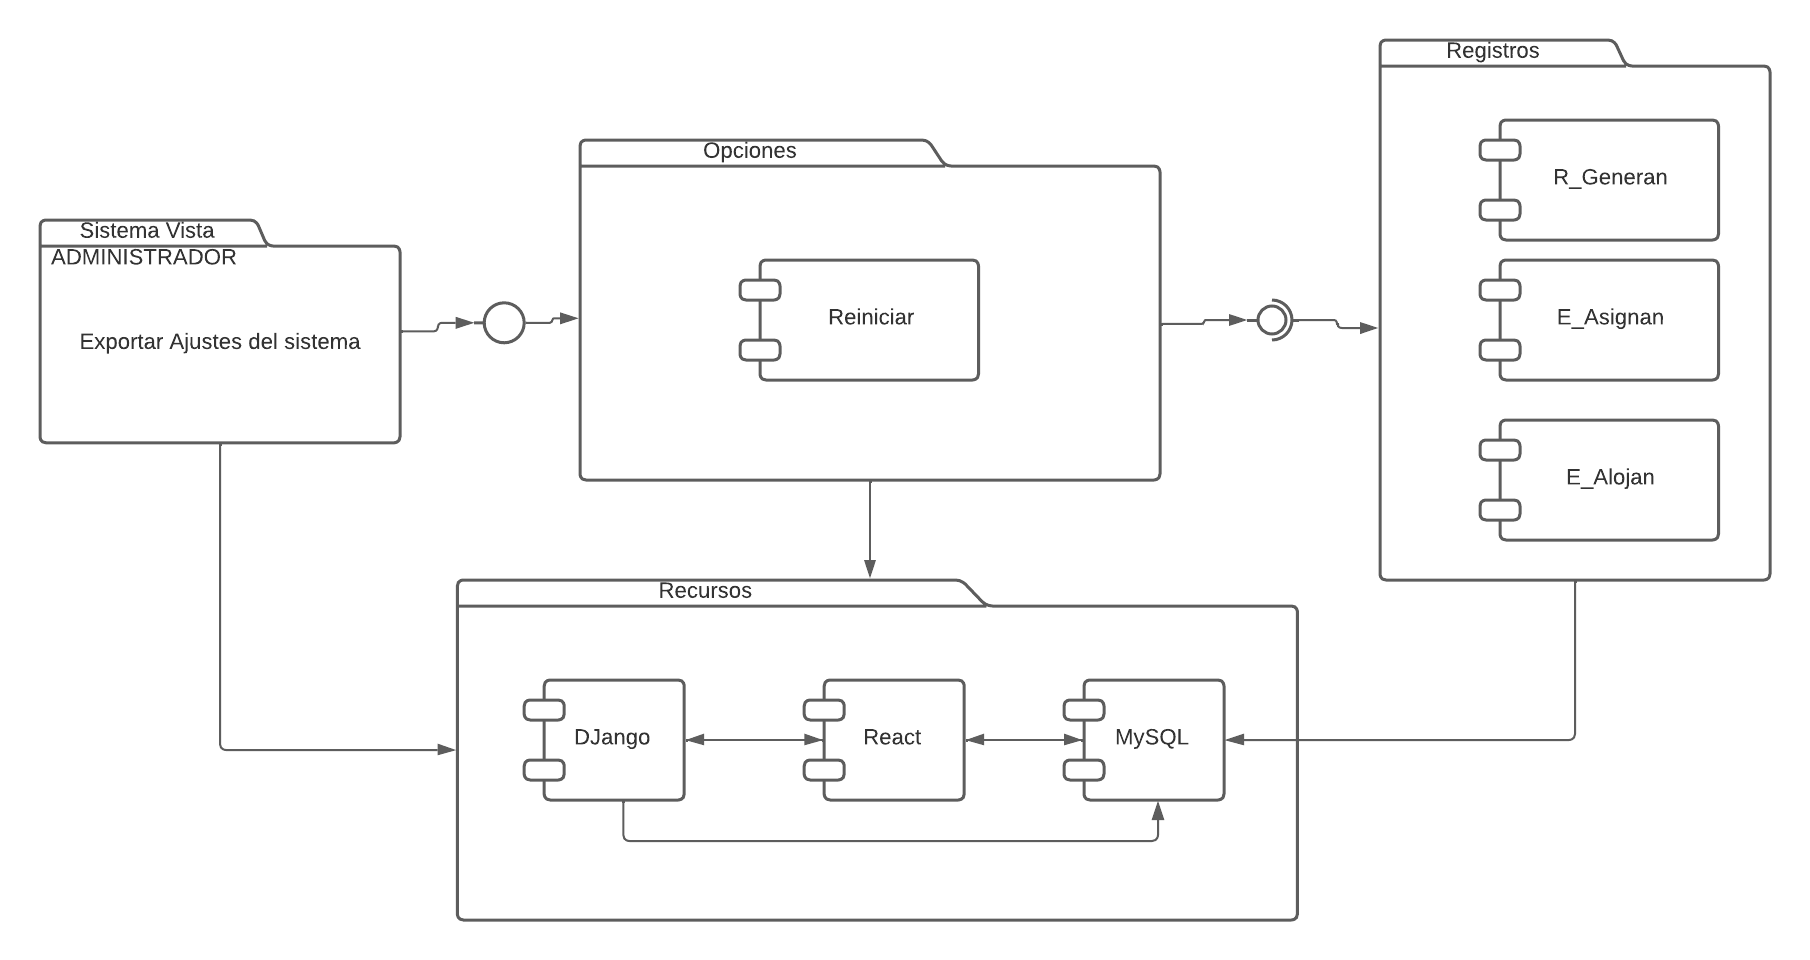 Sistema Vista
ADMINISTRADOR
Exportar Ajustes del sistema
Opciones
Reiniciar
Registros
R_Generan
E_Asignan
E_Alojan
Recursos
DJango
React
MySQL